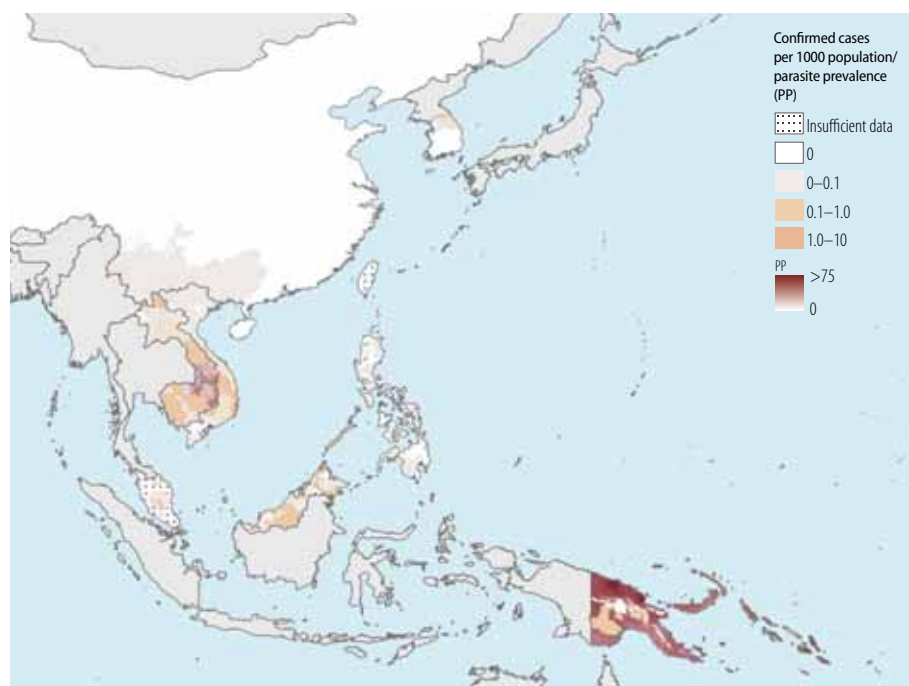 Confirmed cases
per 1000 population/
parasite prevalence
(PP)
Insufficient data
0
0–0.1
0.1–1.0
1.0–10
PP
>75
0